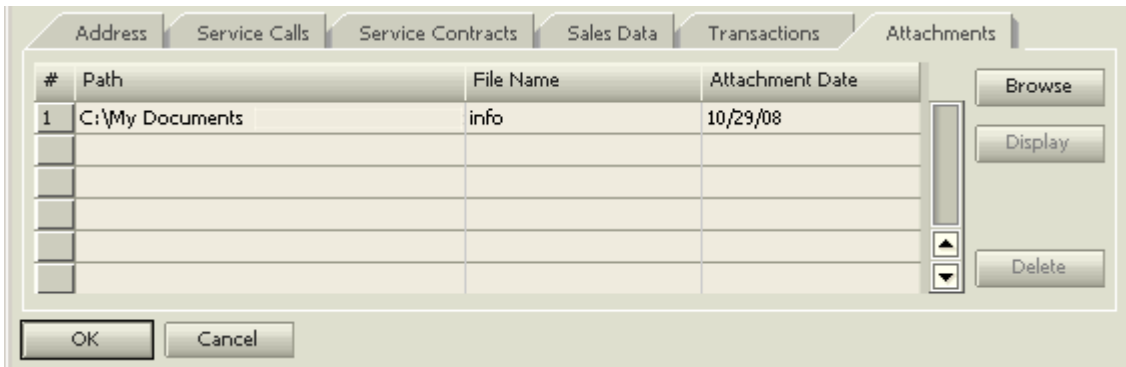 Address Service Calls Service Contracts Sales Data Transactions Attachments
# Path File Name Attachment Date Browse
1 C:\My Documents info 10/29/08
Display
Delete
OK Cancel